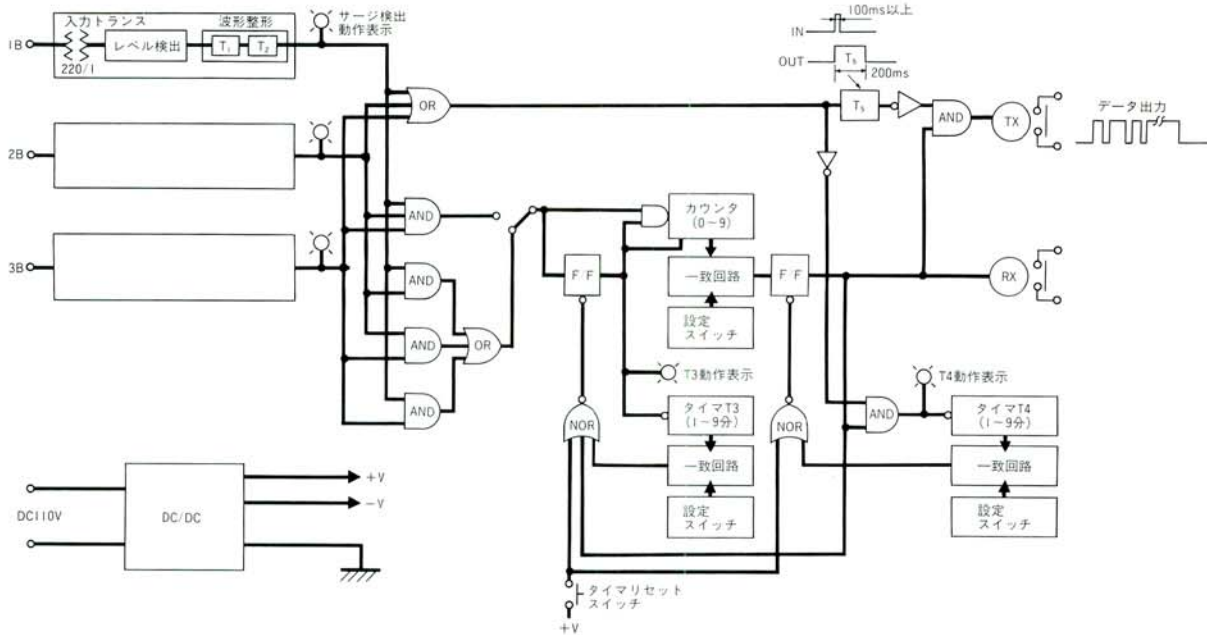 入力トランス
波形整形
サージ検出
動作表示
1B
レベル検出
T₁
T₂
220/1
100ms以上
IN
OUT
T₅
200ms
OR
T₅
AND
TX
データ出力
2B
AND
カウンタ
(0～9)
3B
F/F
一致回路
F/F
RX
AND
設定
スイッチ
AND
OR
T3動作表示
T4動作表示
AND
NOR
タイマT3
(1～9分)
NOR
AND
タイマT4
(1～9分)
一致回路
一致回路
設定
スイッチ
設定
スイッチ
DC110V
DC/DC
+V
-V
タイマリセット
スイッチ
+V